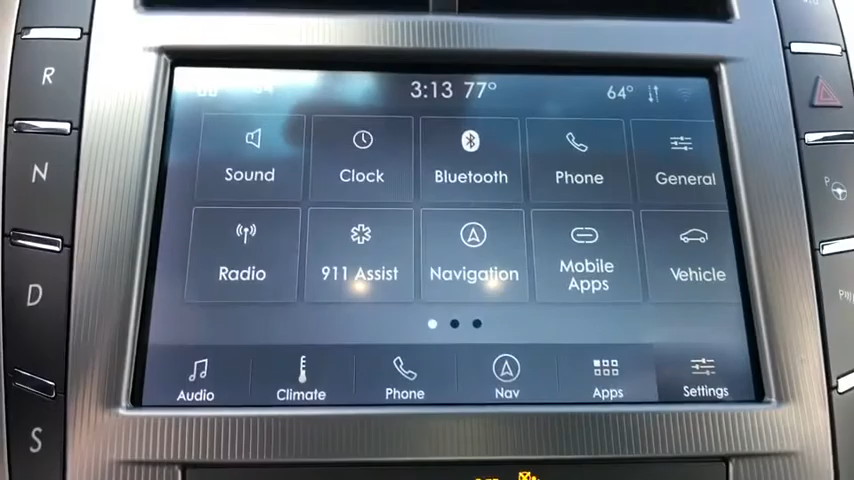 3:13 77° 64°
Sound Clock Bluetooth Phone General
Radio 911 Assist Navigation Mobile Apps Vehicle
Audio Climate Phone Nav Apps Settings
R
N
D
S
P